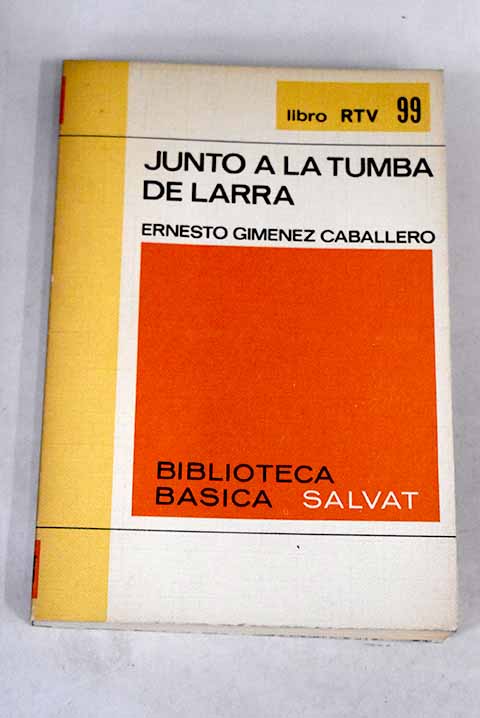 libro RTV 99
JUNTO A LA TUMBA
DE LARRA
ERNESTO GIMENEZ CABALLERO
BIBLIOTECA
BASICA SALVAT